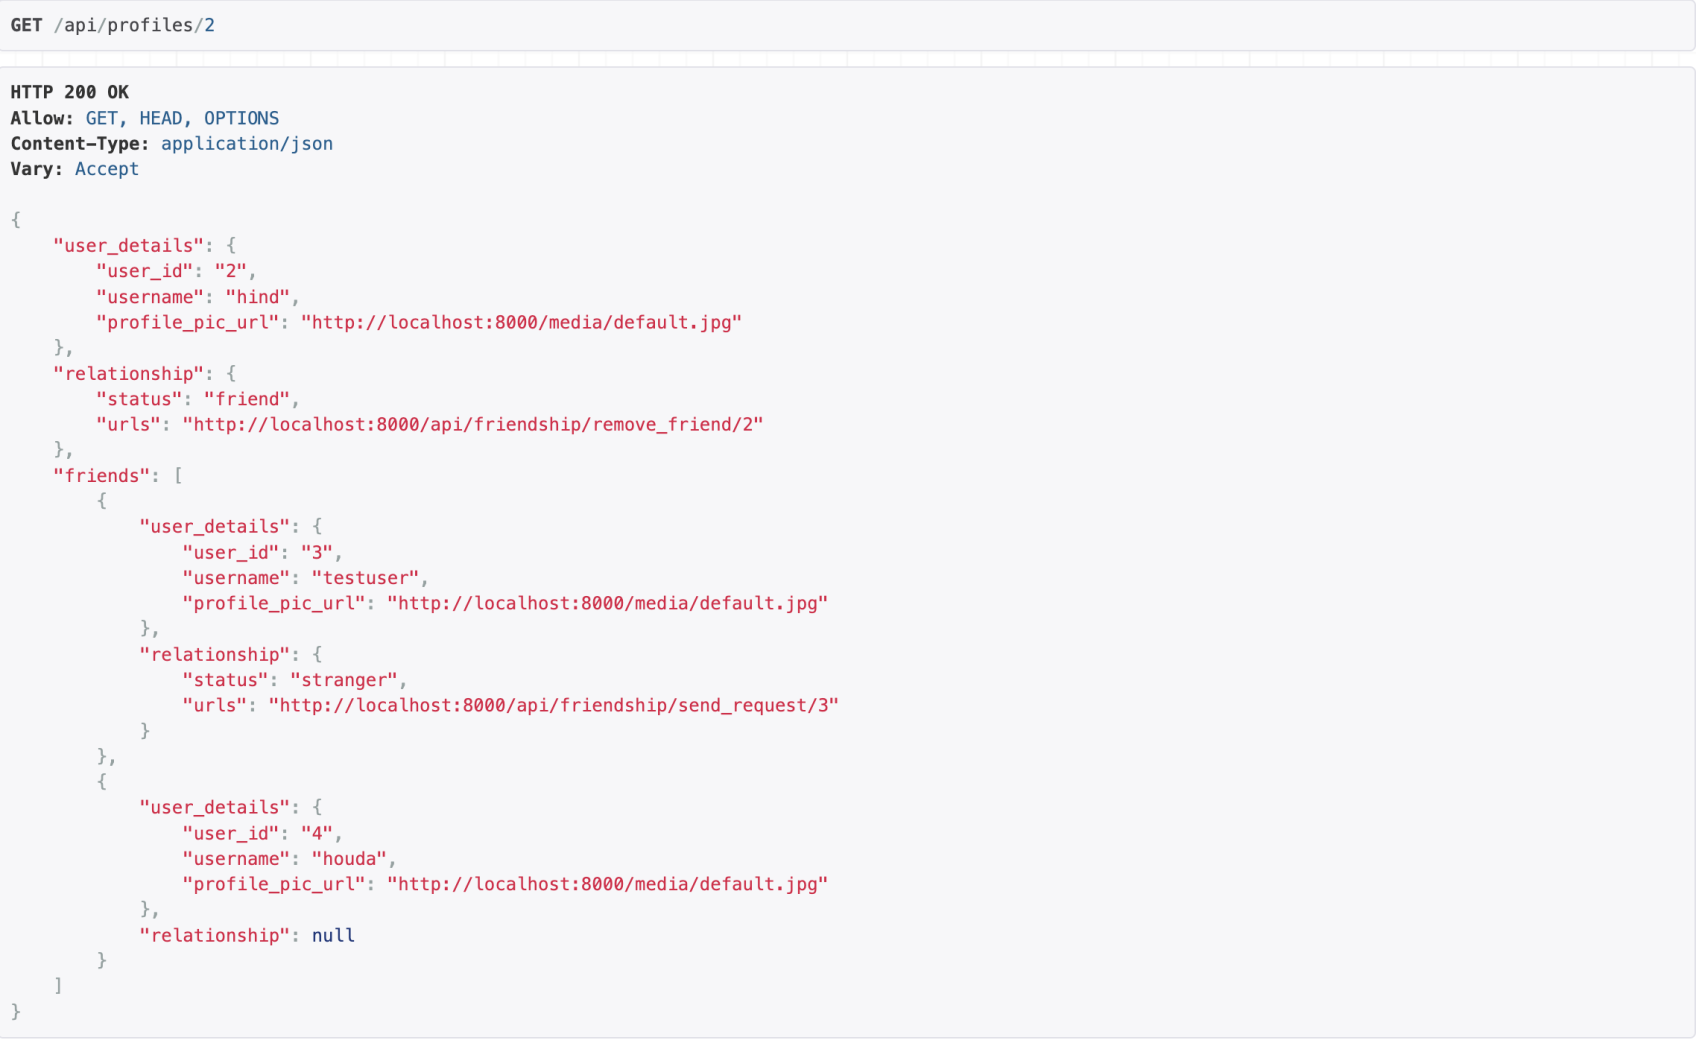 GET /api/profiles/2
HTTP 200 OK
Allow: GET, HEAD, OPTIONS
Content-Type: application/json
Vary: Accept
{
    "user_details": {
        "user_id": "2",
        "username": "hind",
        "profile_pic_url": "http://localhost:8000/media/default.jpg"
    },
    "relationship": {
        "status": "friend",
        "urls": "http://localhost:8000/api/friendship/remove_friend/2"
    },
    "friends": [
        {
            "user_details": {
                "user_id": "3",
                "username": "testuser",
                "profile_pic_url": "http://localhost:8000/media/default.jpg"
            },
            "relationship": {
                "status": "stranger",
                "urls": "http://localhost:8000/api/friendship/send_request/3"
            }
        },
        {
            "user_details": {
                "user_id": "4",
                "username": "houda",
                "profile_pic_url": "http://localhost:8000/media/default.jpg"
            },
            "relationship": null
        }
    ]
}